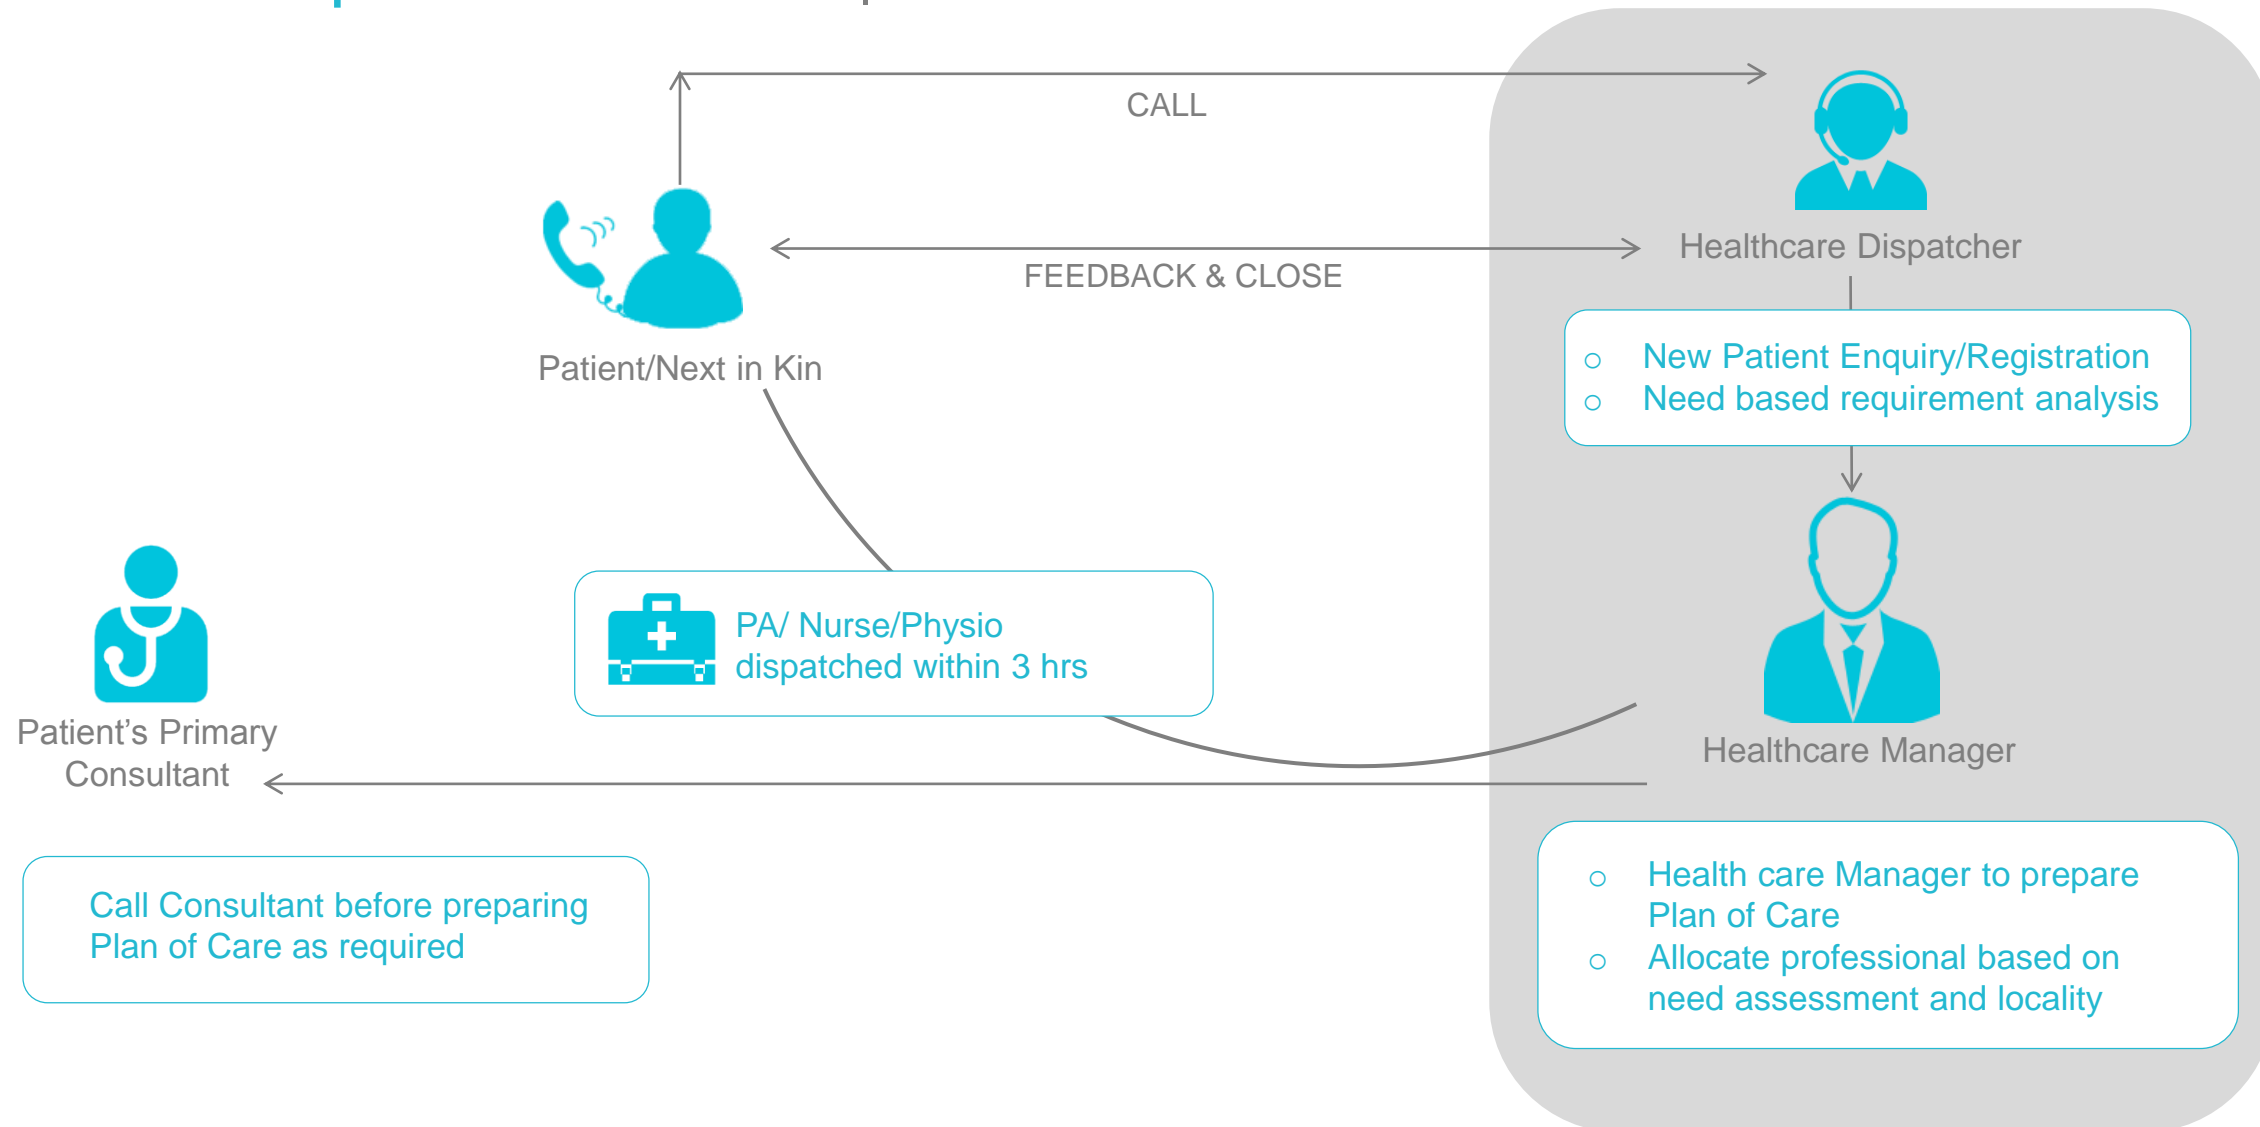 CALL
Healthcare Dispatcher
FEEDBACK & CLOSE
Patient/Next in Kin
o New Patient Enquiry/Registration
o Need based requirement analysis
PA/ Nurse/Physio
dispatched within 3 hrs
Patient’s Primary
Consultant
Healthcare Manager
Call Consultant before preparing
Plan of Care as required
o Health care Manager to prepare
Plan of Care
o Allocate professional based on
need assessment and locality